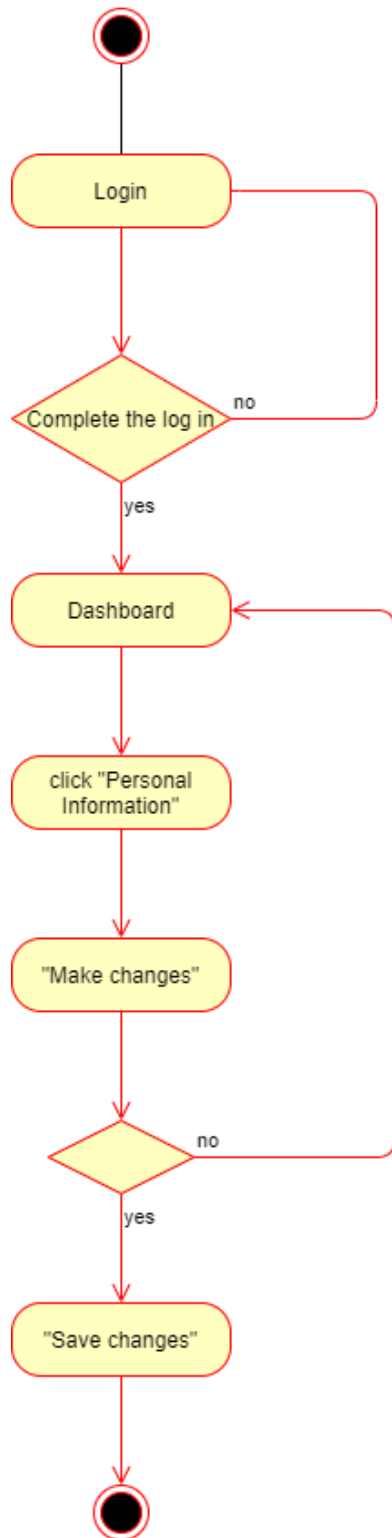 Login
Complete the log in
no
yes
Dashboard
click "Personal
Information"
"Make changes"
no
yes
"Save changes"